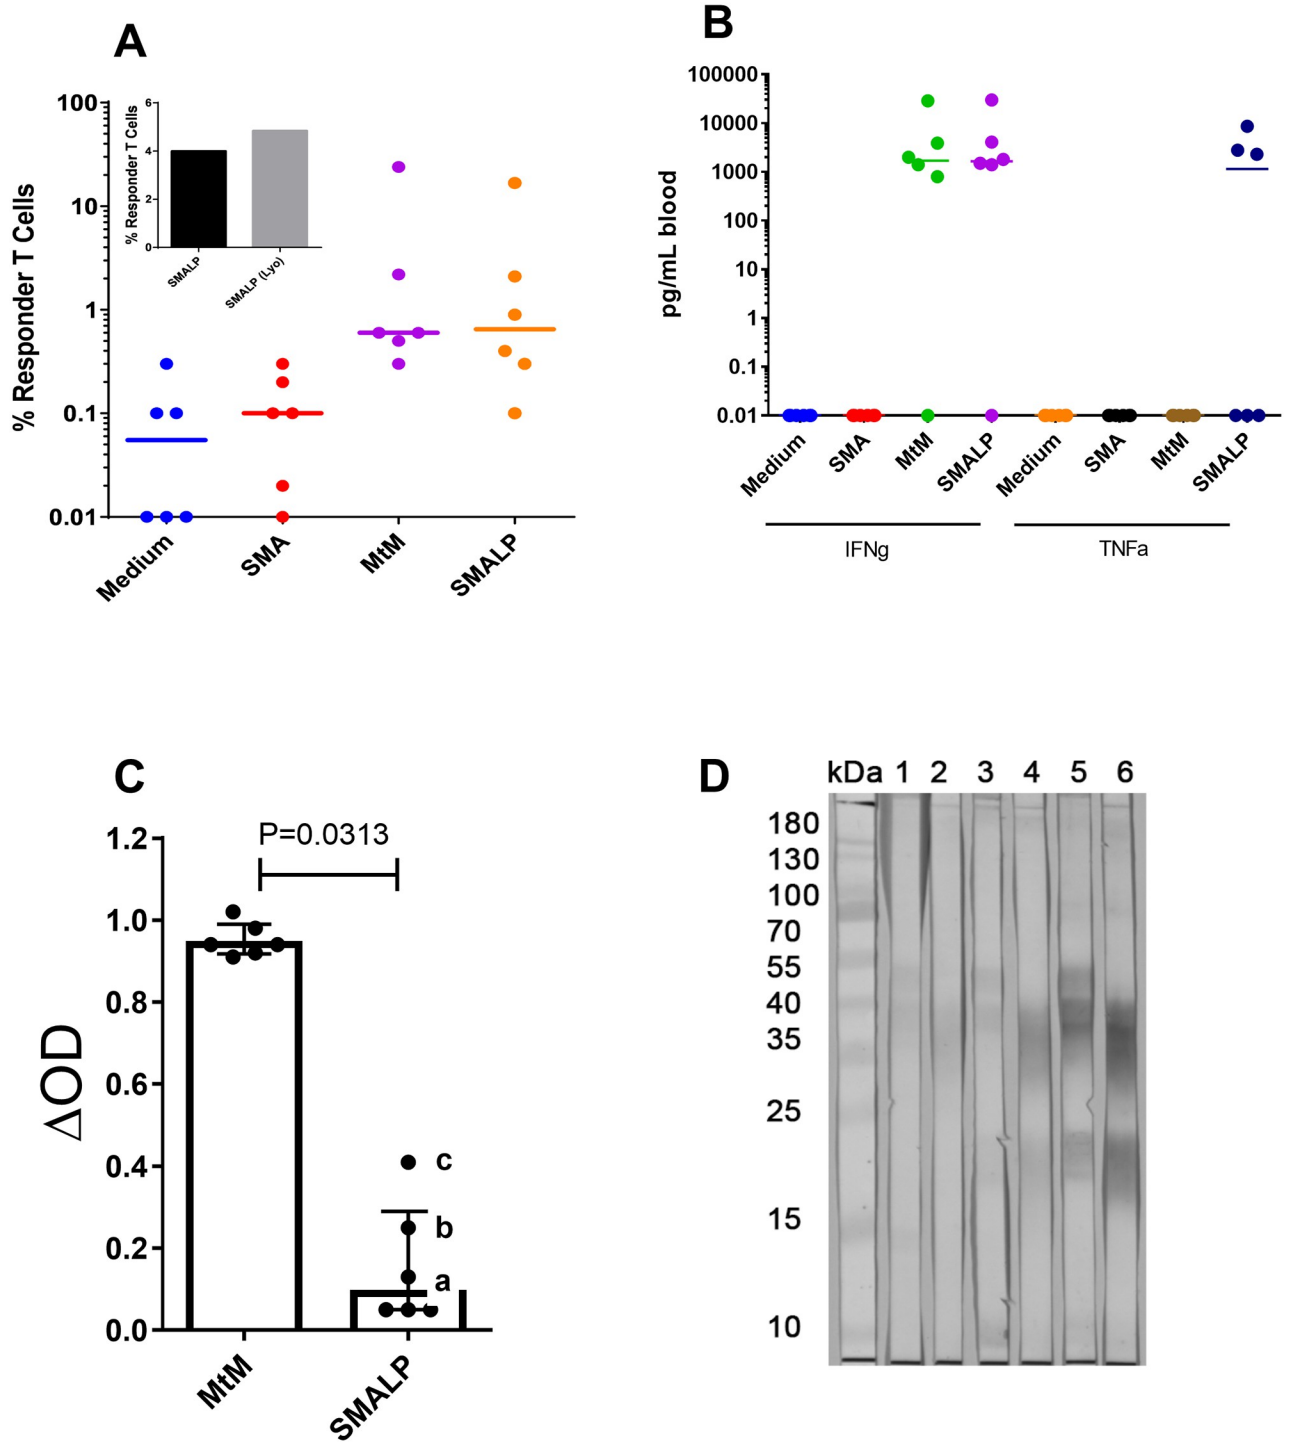 A
% Responder T Cells
100
10
1
0.1
0.01
Medium
SMA
MtM
SMALP
% Responder T Cells
6
4
2
0
SMALP
SMALP (Lyo)
B
pg/mL blood
100000
10000
1000
100
10
1
0.1
0.01
Medium
SMA
MtM
SMALP
Medium
SMA
MtM
SMALP
IFNg
TNFa
C
P=0.0313
ΔOD
1.2
1.0
0.8
0.6
0.4
0.2
0.0
c
b
a
MtM
SMALP
D
kDa 1 2 3 4 5 6
180
130
100
70
55
40
35
25
15
10